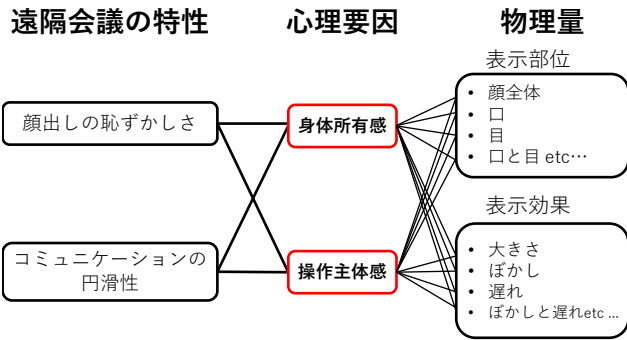 遠隔会議の特性
心理要因
物理量
顔出しの恥ずかしさ
コミュニケーションの
円滑性
身体所有感
操作主体感
表示部位
• 顔全体
• 口
• 目
• 口と目 etc…
表示効果
• 大きさ
• ぼかし
• 遅れ
• ぼかしと遅れetc ...